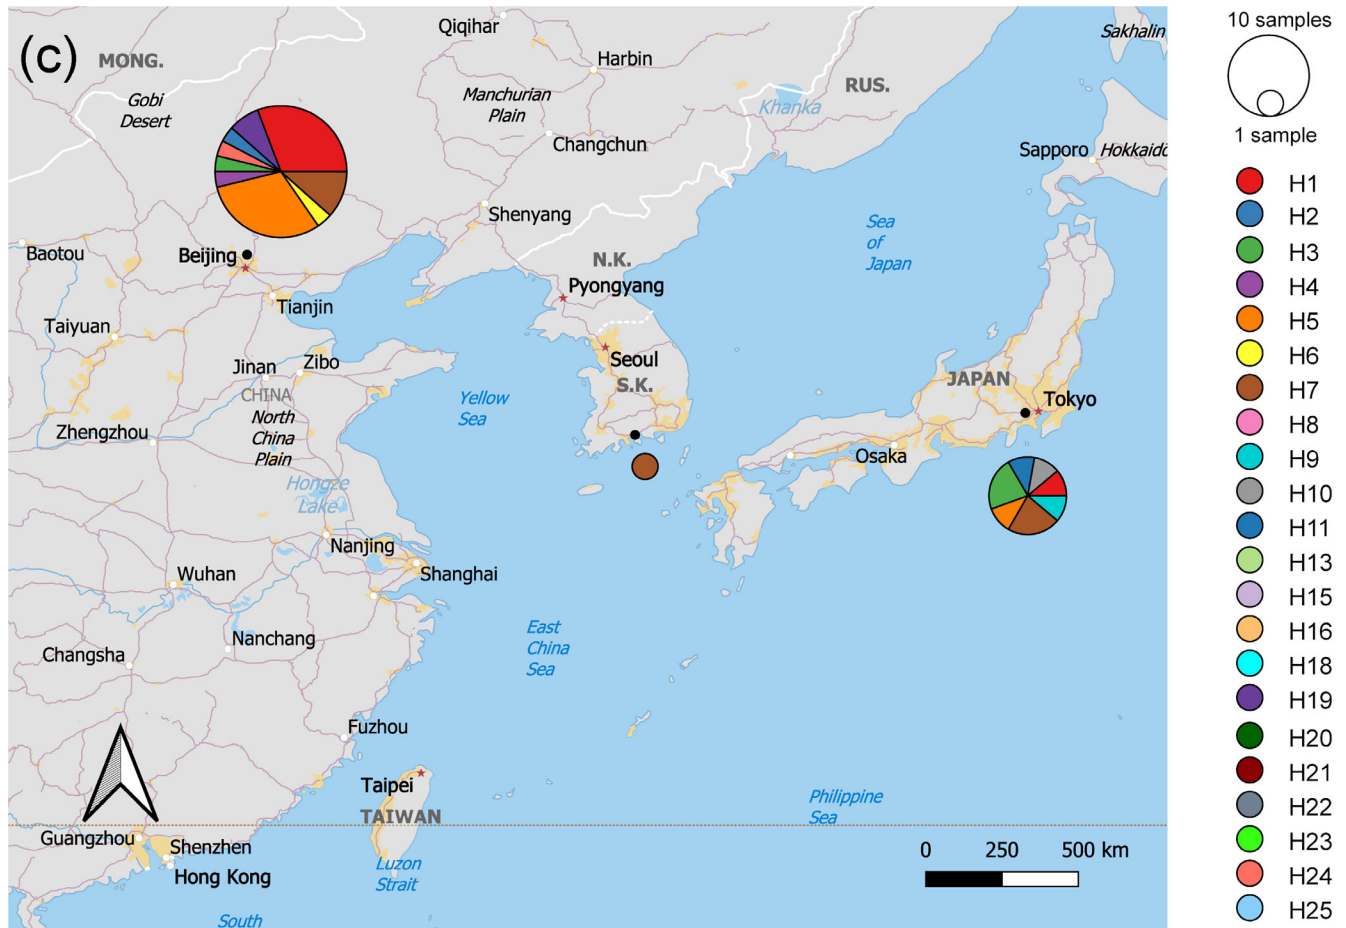 (c)
MONG.
Gobi
Desert
Qiqihar
Harbin
Manchurian
Plain
Changchun
Khanka
RUS.
Sakhalin
Sapporo
Hokkaido
Shenyang
Baotou
Beijing
Tianjin
Taiyuan
N.K.
Pyongyang
Sea
of
Japan
Jinan
Zibo
CHINA
North
China
Plain
Zhengzhou
Seoul
S.K.
Yellow
Sea
JAPAN
Tokyo
Osaka
Hongze
Lake
Nanjing
Shanghai
Wuhan
Nanchang
Changsha
East
China
Sea
Fuzhou
Taipei
TAIWAN
Philippine
Sea
Guangzhou
Shenzhen
Hong Kong
Luzon
Strait
South
0 250 500 km
10 samples
1 sample
H1
H2
H3
H4
H5
H6
H7
H8
H9
H10
H11
H13
H15
H16
H18
H19
H20
H21
H22
H23
H24
H25